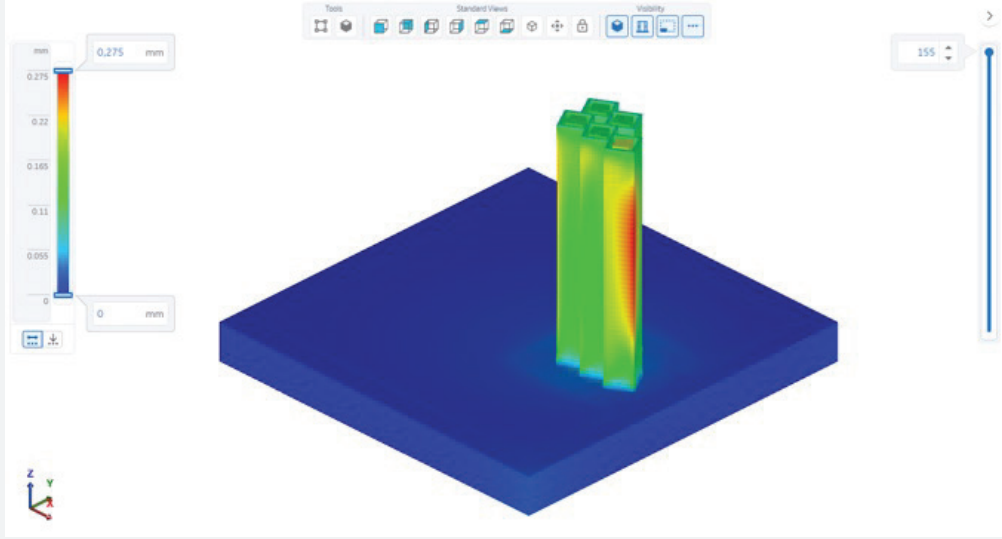 Tools
Standard Views
Visibility
mm
0,275 mm
155
0.275
0.22
0.165
0.11
0.055
0
0 mm
Z
Y
X